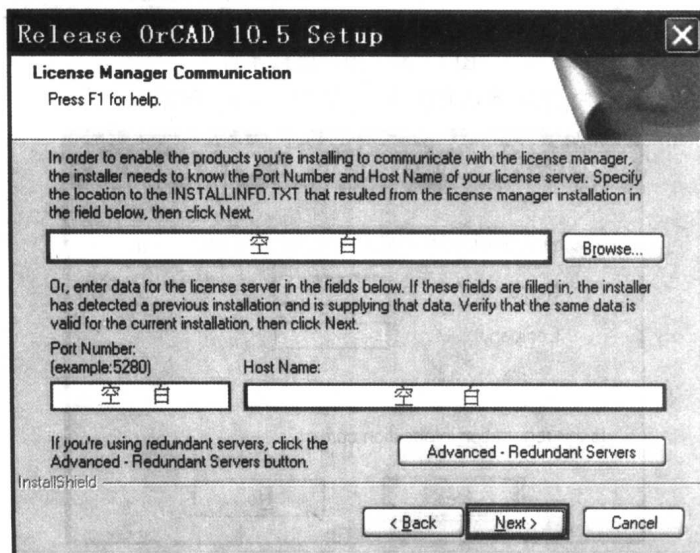 Release OrCAD 10.5 Setup
License Manager Communication
Press F1 for help.
In order to enable the products you're installing to communicate with the license manager,
the installer needs to know the Port Number and Host Name of your license server. Specify
the location to the INSTALLINFO.TXT that resulted from the license manager installation in
the field below, then click Next.
空 白
Browse...
Or, enter data for the license server in the fields below. If these fields are filled in, the installer
has detected a previous installation and is supplying that data. Verify that the same data is
valid for the current installation, then click Next.
Port Number:
(example:5280) Host Name:
空 白 空 白
If you're using redundant servers, click the
Advanced - Redundant Servers button.
Advanced - Redundant Servers
InstallShield
< Back Next > Cancel